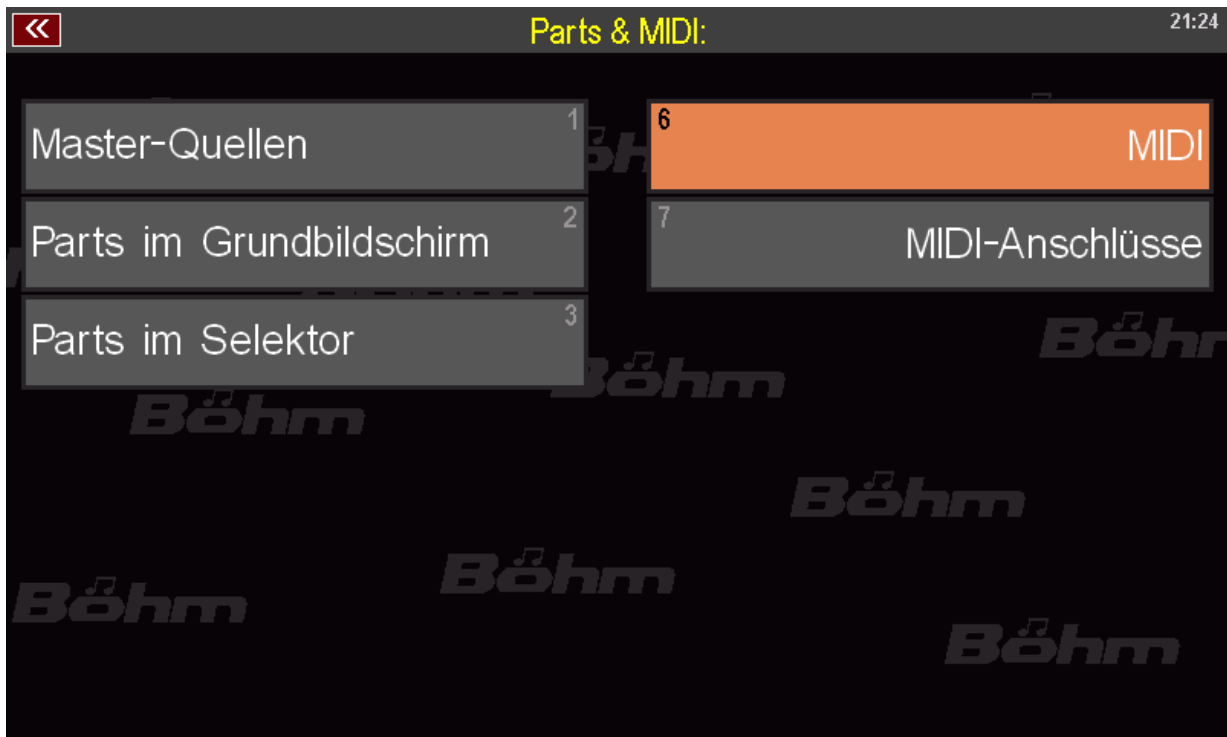 Parts & MIDI:
21:24
Master-Quellen
1
Parts im Grundbildschirm
2
Parts im Selektor
3
6
MIDI
7
MIDI-Anschlüsse
Böhm
Böhm
Böhm
Böhm
Böhm
Böhm